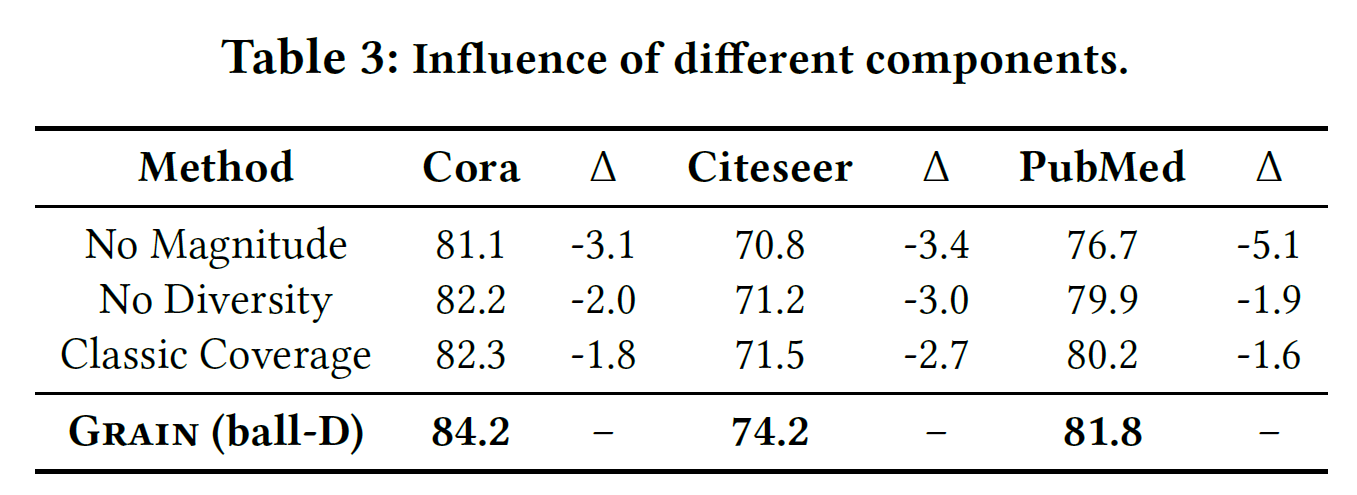 Table 3: Influence of different components.
Method Cora Δ Citeseer Δ PubMed Δ
No Magnitude 81.1 -3.1 70.8 -3.4 76.7 -5.1
No Diversity 82.2 -2.0 71.2 -3.0 79.9 -1.9
Classic Coverage 82.3 -1.8 71.5 -2.7 80.2 -1.6
GRAIN (ball-D) 84.2 – 74.2 – 81.8 –